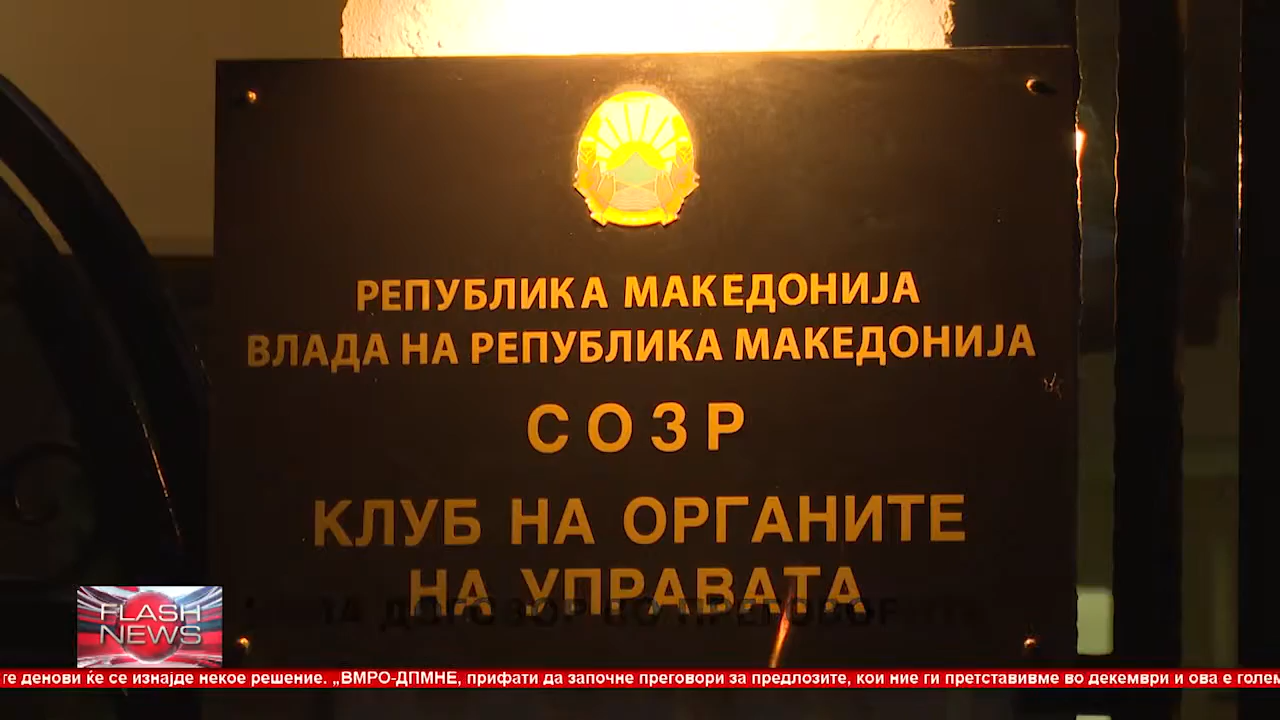 РЕПУБЛИКА МАКЕДОНИЈА
ВЛАДА НА РЕПУБЛИКА МАКЕДОНИЈА
СОЗР
КЛУБ НА ОРГАНИТЕ
НА УПРАВАТА
FLASH
NEWS
денови ќе се изнајде некое решение. „ВМРО-ДПМНЕ, прифати да започне преговори за предлозите, кои ние ги претставивме во декември и ова е